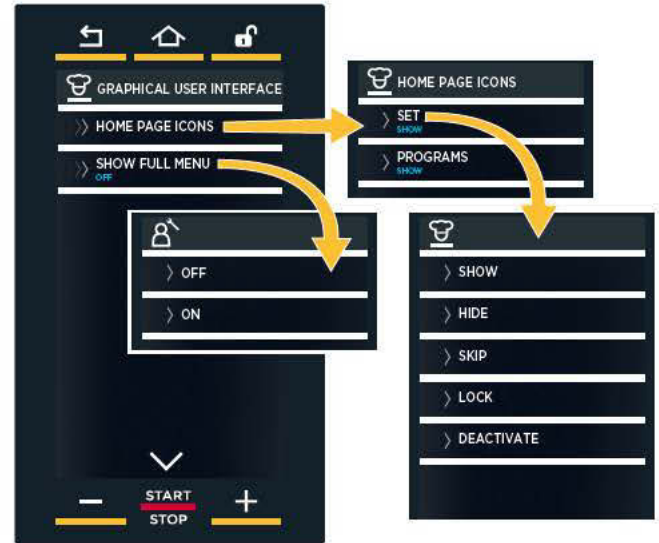 GRAPHICAL USER INTERFACE
HOME PAGE ICONS
SHOW FULL MENU
OFF
HOME PAGE ICONS
SET
SHOW
PROGRAMS
SHOW
OFF
ON
SHOW
HIDE
SKIP
LOCK
DEACTIVATE
START
STOP